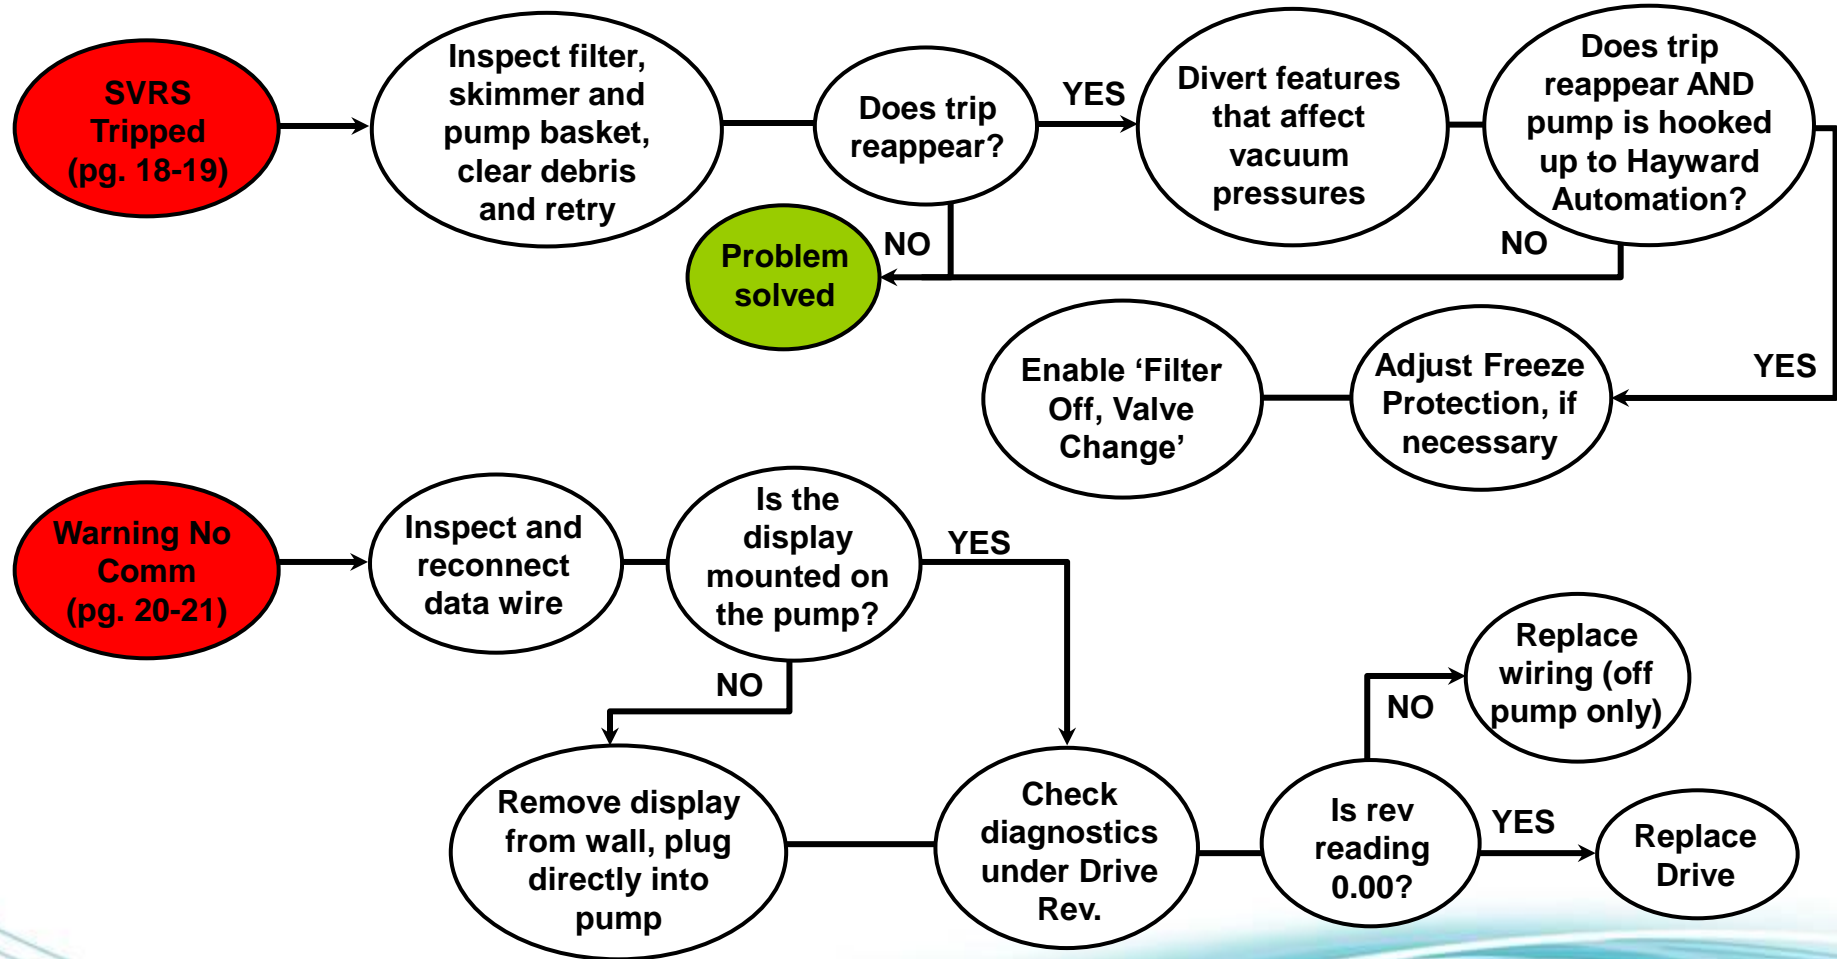 SVRS
Tripped
(pg. 18-19)
Inspect filter,
skimmer and
pump basket,
clear debris
and retry
Does trip
reappear?
YES
Divert features
that affect
vacuum
pressures
Does trip
reappear AND
pump is hooked
up to Hayward
Automation?
NO
NO
Problem
solved
YES
Adjust Freeze
Protection, if
necessary
Enable ‘Filter
Off, Valve
Change’
Warning No
Comm
(pg. 20-21)
Inspect and
reconnect
data wire
Is the
display
mounted on
the pump?
YES
NO
Remove display
from wall, plug
directly into
pump
Check
diagnostics
under Drive
Rev.
Is rev
reading
0.00?
NO
Replace
wiring (off
pump only)
YES
Replace
Drive